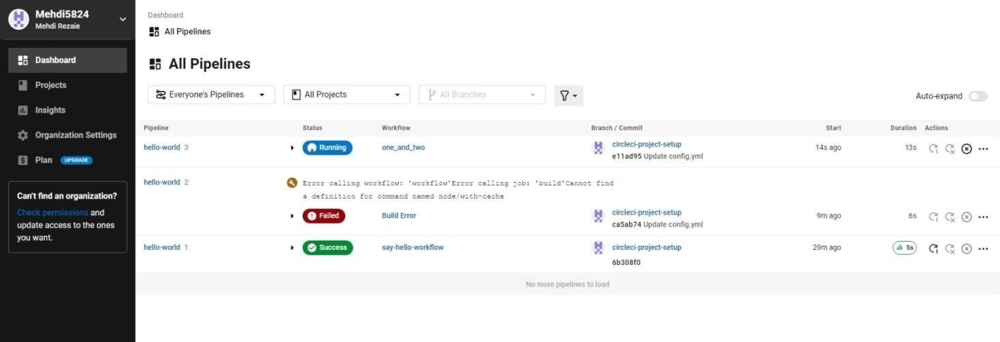 Mehdi5824
Mehdi Rezaie
Dashboard
Projects
Insights
Organization Settings
Plan UPGRADE
Can't find an organization?
Check permissions and
update access to the ones
you want.
Dashboard
All Pipelines
All Pipelines
Everyone's Pipelines All Projects All Branches Auto-expand
Pipeline Status Workflow Branch / Commit Start Duration Actions
hello-world 3 Running one_and_two circleci-project-setup 14s ago 13s
e11ad95 Update config.yml
hello-world 2 Error calling workflow: 'workflow'Error calling job: 'build'Cannot find
a definition for command named node/with-cache
Failed Build Error circleci-project-setup 9m ago 6s
ca5ab74 Update config.yml
hello-world 1 Success say-hello-workflow circleci-project-setup 29m ago 5s
6b308f0
No more pipelines to load